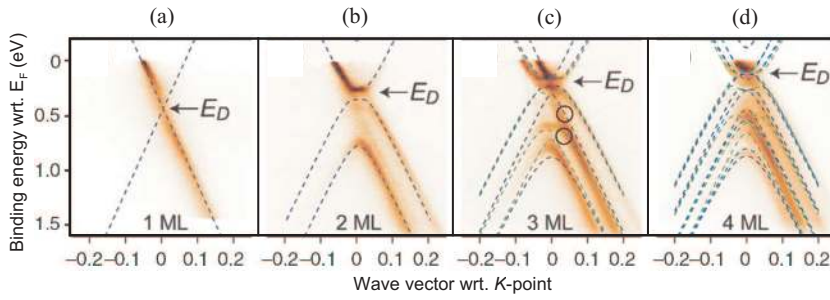 (a) (b) (c) (d)
Binding energy wrt. E_F (eV)
0
0.5
1.0
1.5
E_D
E_D
E_D
E_D
1 ML 2 ML 3 ML 4 ML
−0.2 −0.1 0 0.1 0.2 −0.2 −0.1 0 0.1 0.2 −0.2 −0.1 0 0.1 0.2 −0.2 −0.1 0 0.1 0.2
Wave vector wrt. K-point